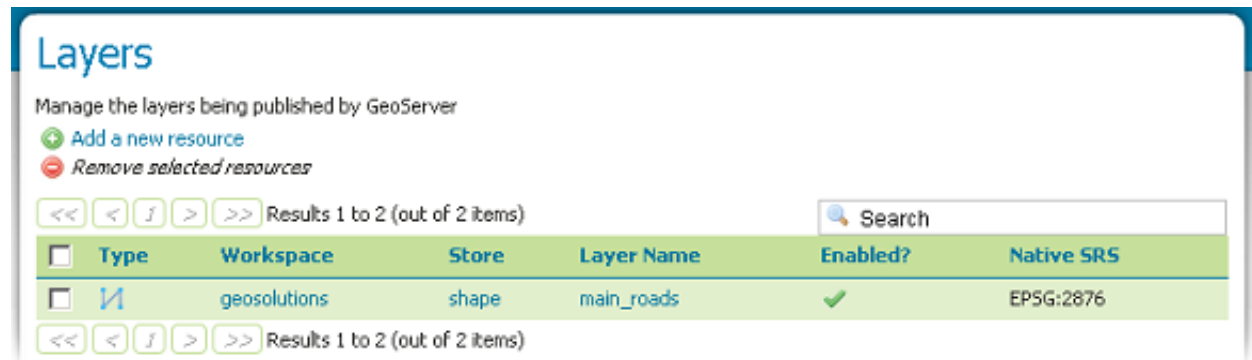 Layers
Manage the layers being published by GeoServer
Add a new resource
Remove selected resources
<< < 1 > >> Results 1 to 2 (out of 2 items) Search
Type Workspace Store Layer Name Enabled? Native SRS
geosolutions shape main_roads EPSG:2876
<< < 1 > >> Results 1 to 2 (out of 2 items)